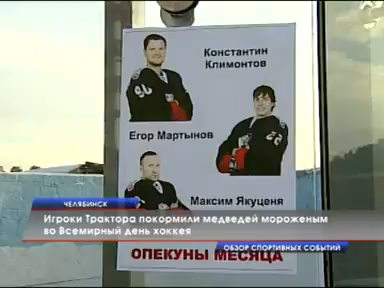 Константин
Климонтов
Егор Мартынов
Максим Якуценя
ЧЕЛЯБИНСК
Игроки Трактора покормили медведей мороженым
во Всемирный день хоккея
ОБЗОР СПОРТИВНЫХ СОБЫТИЙ
ОПЕКУНЫ МЕСЯЦА